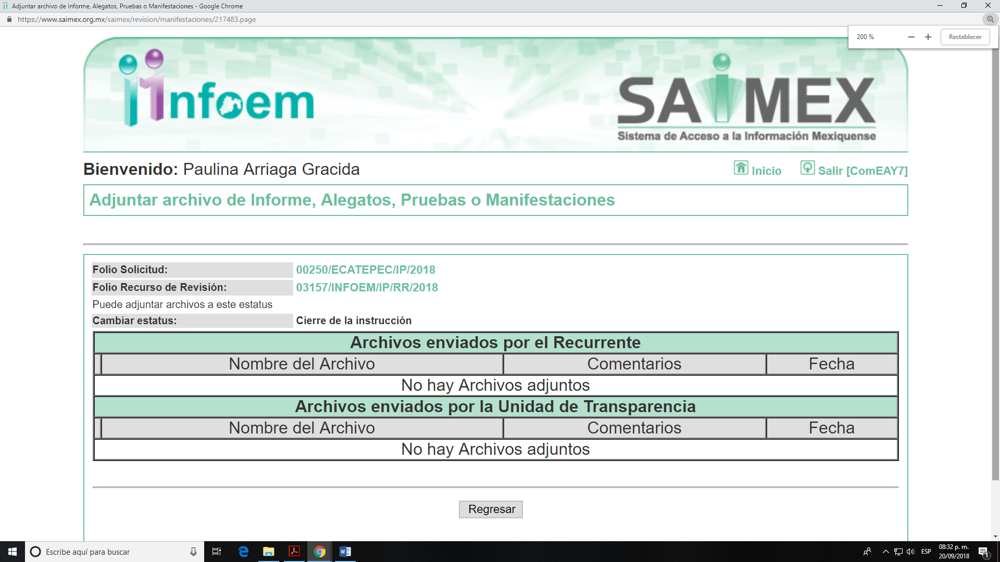 Adjuntar archivo de Informe, Alegatos, Pruebas o Manifestaciones - Google Chrome
https://www.saimex.org.mx/saimex/revision/manifestaciones/217483.page
200 %
Restablecer
infoem
SAIMEX
Sistema de Acceso a la Información Mexiquense
Bienvenido: Paulina Arriaga Gracida
Inicio
Salir [ComEAY7]
Adjuntar archivo de Informe, Alegatos, Pruebas o Manifestaciones
Folio Solicitud: 00250/ECATEPEC/IP/2018
Folio Recurso de Revisión: 03157/INFOEM/IP/RR/2018
Puede adjuntar archivos a este estatus
Cambiar estatus: Cierre de la instrucción
Archivos enviados por el Recurrente
Nombre del Archivo Comentarios Fecha
No hay Archivos adjuntos
Archivos enviados por la Unidad de Transparencia
Nombre del Archivo Comentarios Fecha
No hay Archivos adjuntos
Regresar
Escribe aquí para buscar
ESP
08:32 p. m.
20/09/2018
1